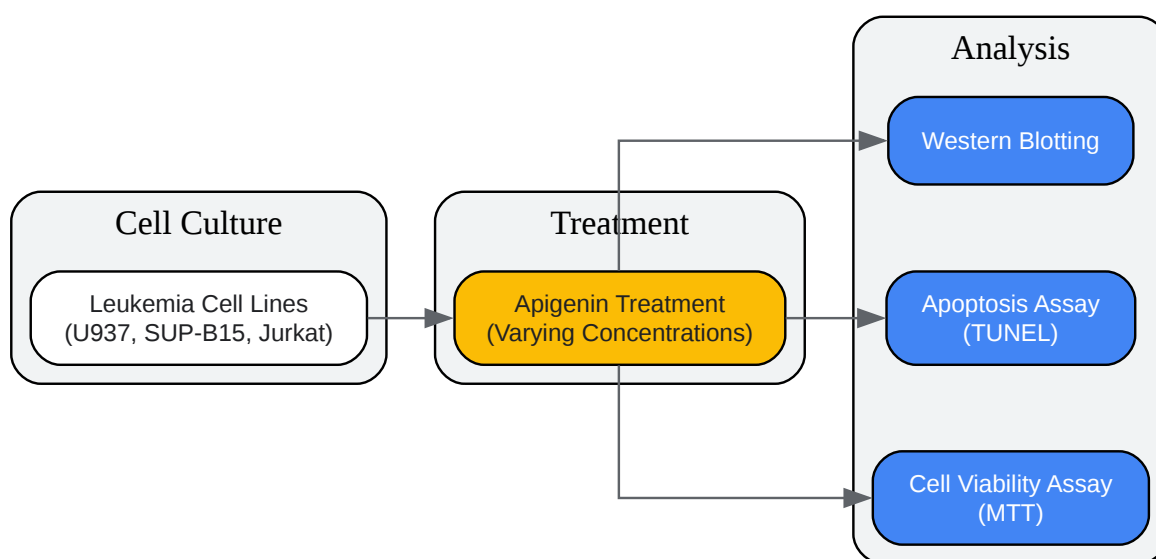 Cell Culture
Leukemia Cell Lines
(U937, SUP-B15, Jurkat)
Treatment
Apigenin Treatment
(Varying Concentrations)
Analysis
Western Blotting
Apoptosis Assay
(TUNEL)
Cell Viability Assay
(MTT)